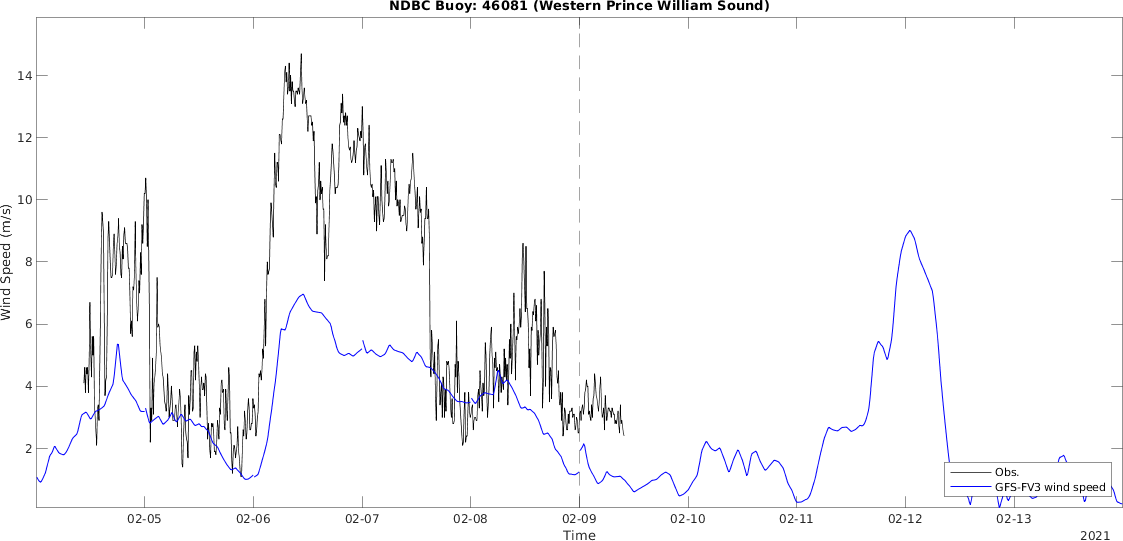 NDBC Buoy: 46081 (Western Prince William Sound)
Wind Speed (m/s)
14
12
10
8
6
4
2
Obs.
GFS-FV3 wind speed
02-05 02-06 02-07 02-08 02-09 02-10 02-11 02-12 02-13
Time
2021